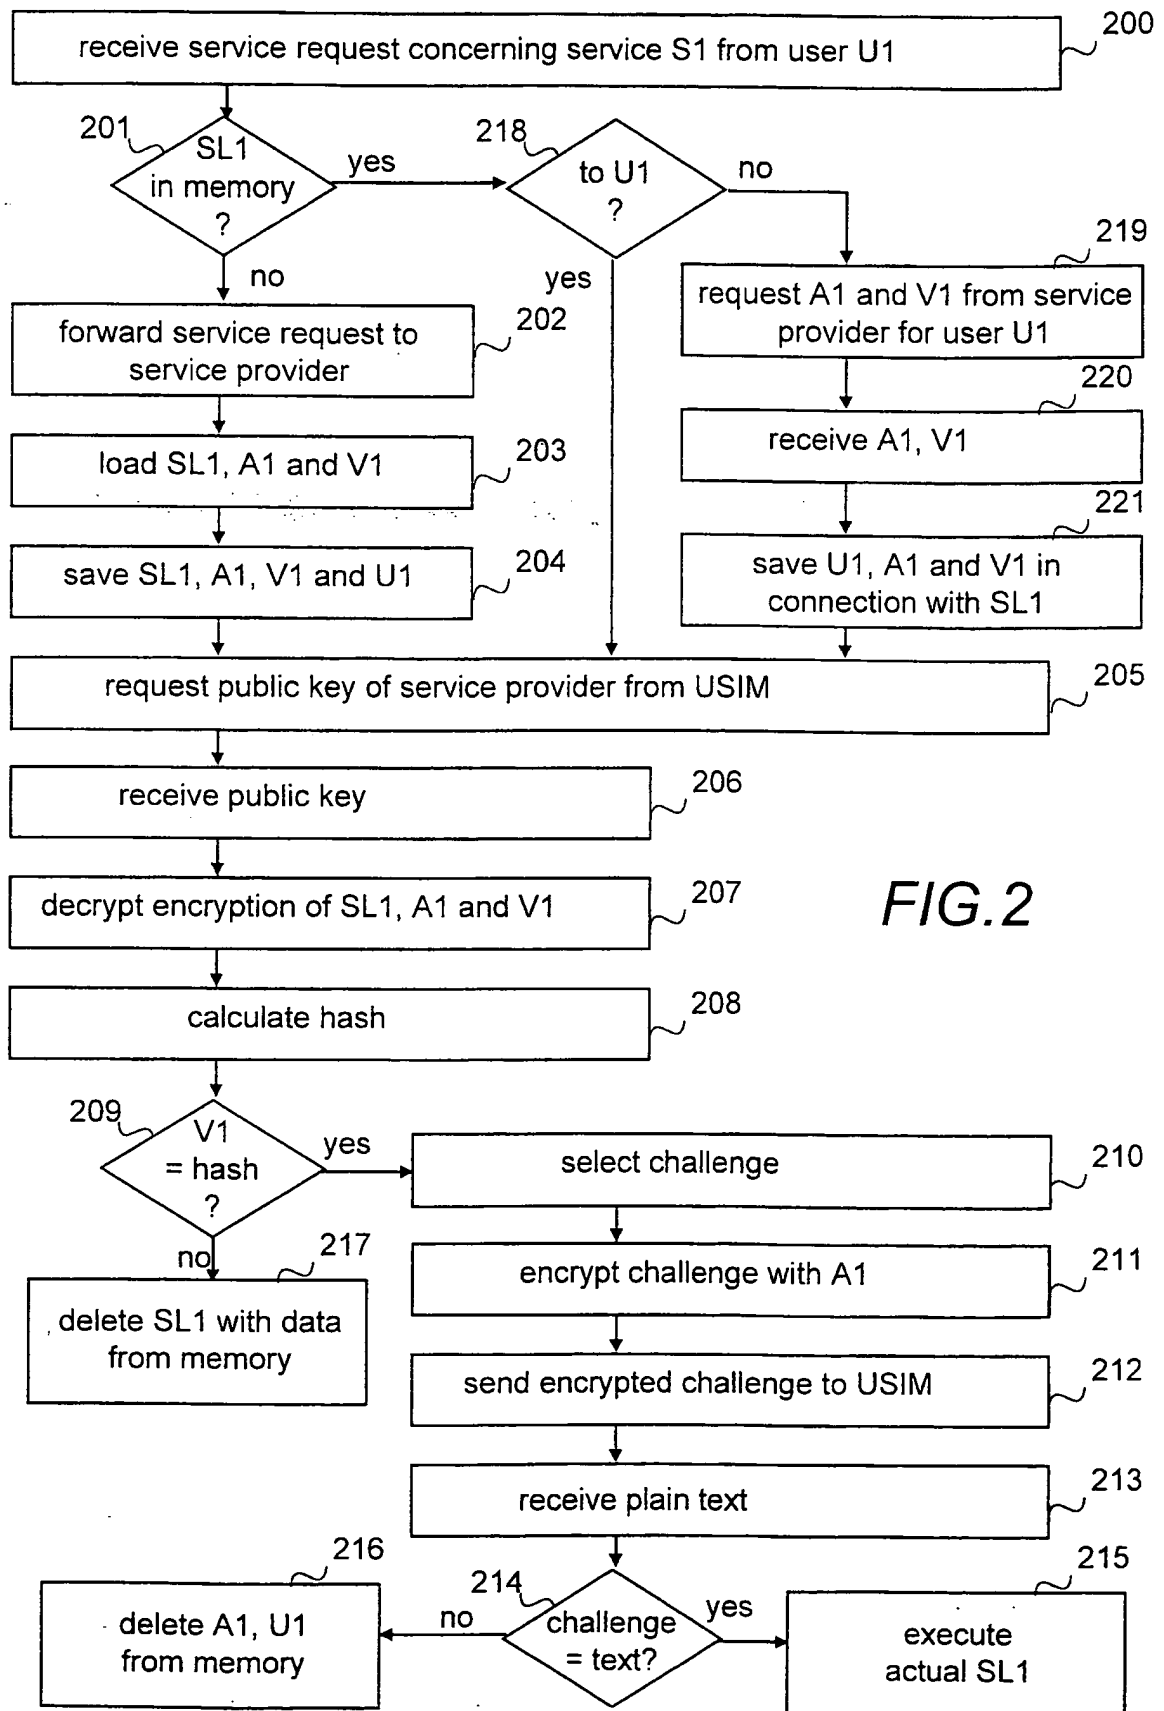 receive service request concerning service S1 from user U1
200
201
SL1
in memory
?
yes
no
218
to U1
?
no
yes
219
request A1 and V1 from service
provider for user U1
forward service request to
service provider
202
220
receive A1, V1
load SL1, A1 and V1
203
221
save U1, A1 and V1 in
connection with SL1
save SL1, A1, V1 and U1
204
request public key of service provider from USIM
205
receive public key
206
decrypt encryption of SL1, A1 and V1
207
FIG.2
calculate hash
208
209
V1
= hash
?
yes
no
select challenge
210
217
delete SL1 with data
from memory
encrypt challenge with A1
211
send encrypted challenge to USIM
212
receive plain text
213
214
challenge
= text?
no
yes
216
delete A1, U1
from memory
215
execute
actual SL1